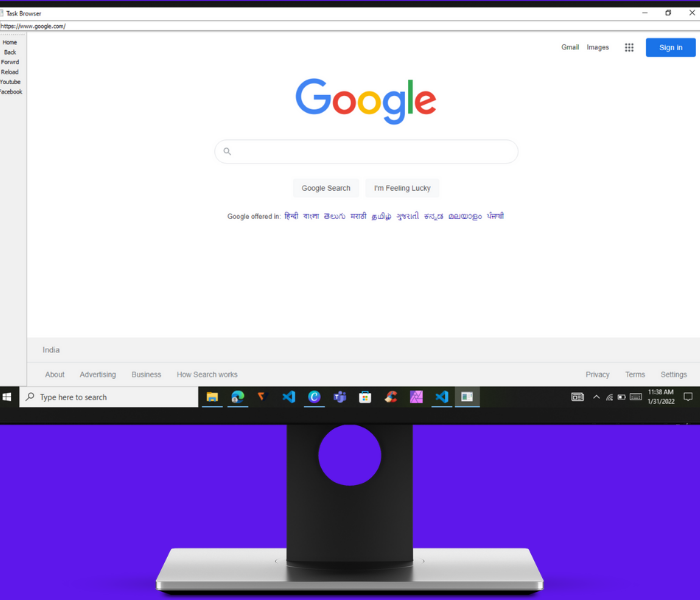 Task Browser
https://www.google.com/
Home
Back
Forwrd
Reload
Youtube
Facebook
Gmail Images Sign in
Google
Google Search I'm Feeling Lucky
Google offered in: हिन्दी বাংলা తెలుగు मराठी தமிழ் ગુજરાતી ಕನ್ನಡ മലയാളം ਪੰਜਾਬੀ
India
About Advertising Business How Search works Privacy Terms Settings
Type here to search
11:38 AM
1/31/2022